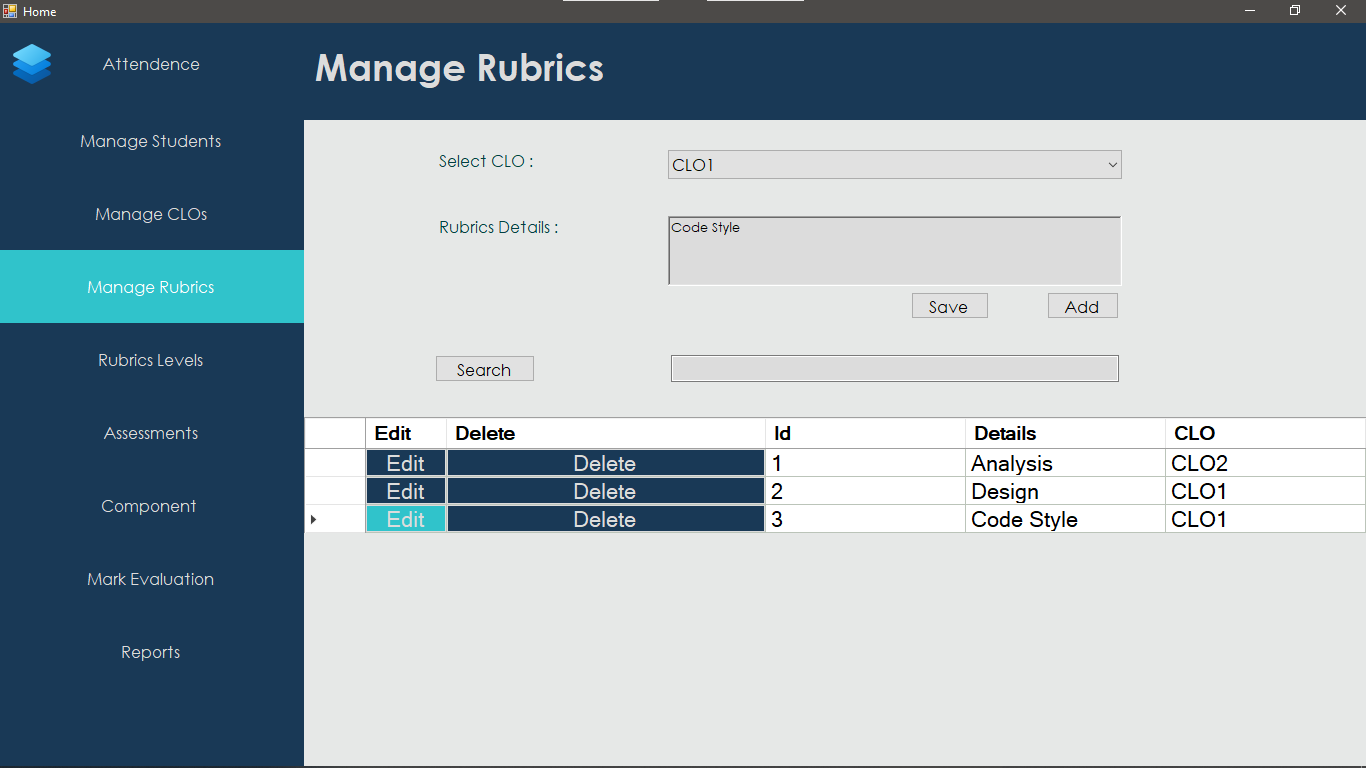 Home
Attendence
Manage Students
Manage CLOs
Manage Rubrics
Rubrics Levels
Assessments
Component
Mark Evaluation
Reports
Manage Rubrics
Select CLO : CLO1
Rubrics Details : Code Style
Save Add
Search
Edit Delete Id Details CLO
Edit Delete 1 Analysis CLO2
Edit Delete 2 Design CLO1
Edit Delete 3 Code Style CLO1